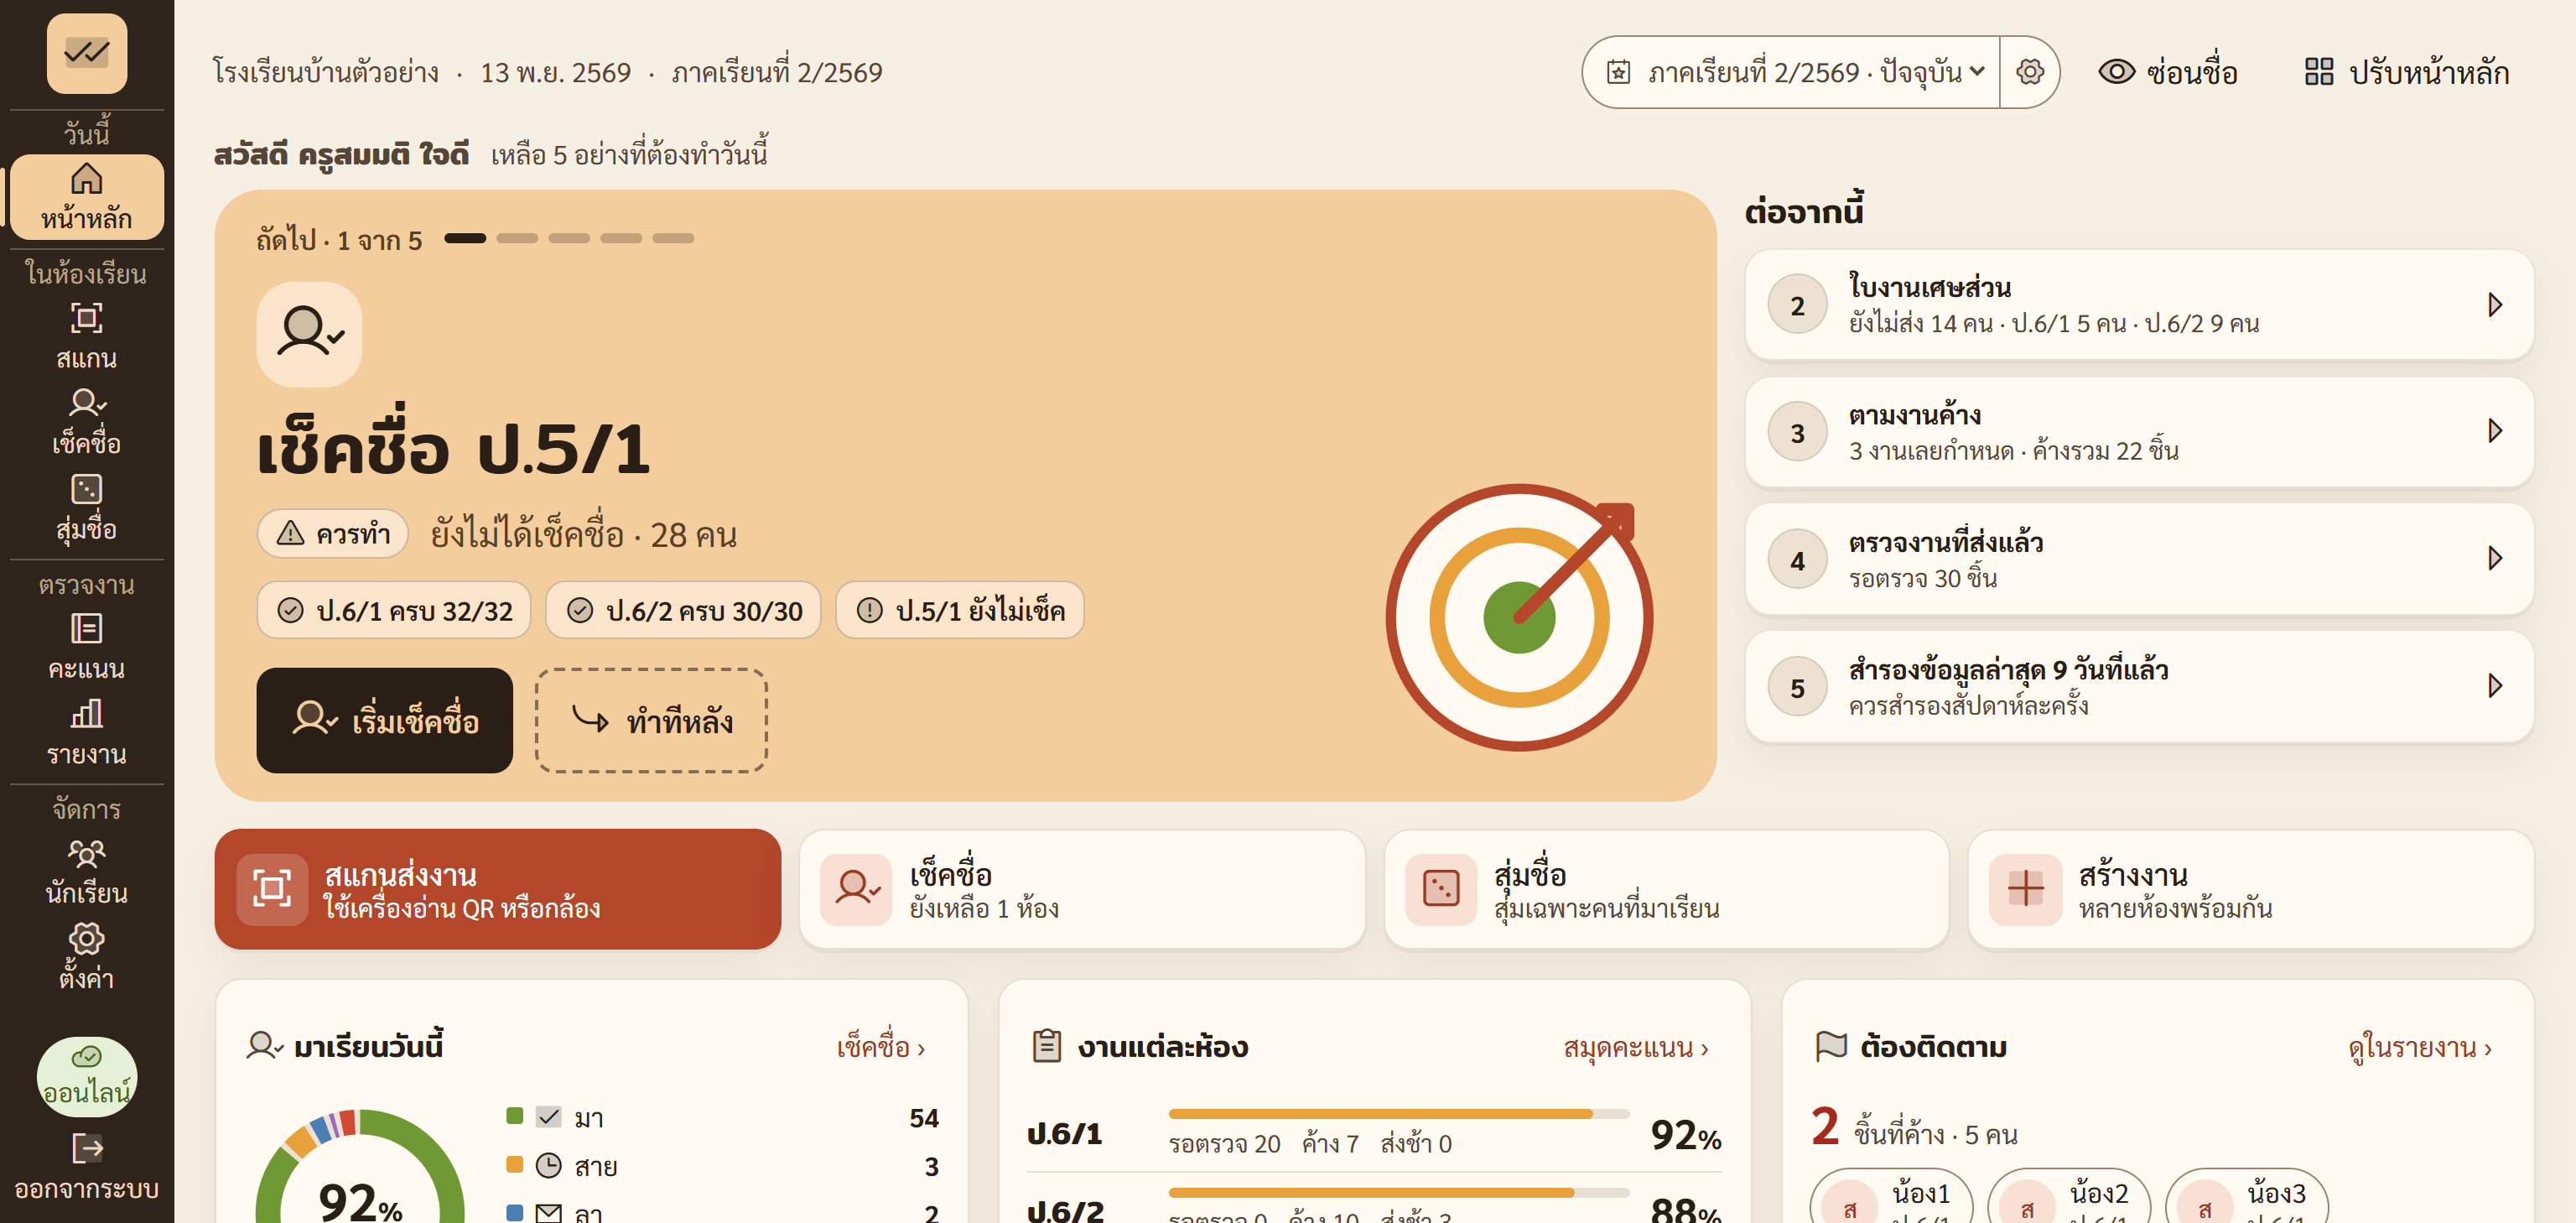 วันนี้
หน้าหลัก
ในห้องเรียน
สแกน
เช็คชื่อ
สุ่มชื่อ
ตรวจงาน
คะแนน
รายงาน
จัดการ
นักเรียน
ตั้งค่า
ออนไลน์
ออกจากระบบ
โรงเรียนบ้านตัวอย่าง · 13 พ.ย. 2569 · ภาคเรียนที่ 2/2569
ภาคเรียนที่ 2/2569 · ปัจจุบัน
ซ่อนชื่อ
ปรับหน้าหลัก
สวัสดี ครูสมมติ ใจดี เหลือ 5 อย่างที่ต้องทำวันนี้
ถัดไป · 1 จาก 5
เช็คชื่อ ป.5/1
ควรทำ ยังไม่ได้เช็คชื่อ · 28 คน
ป.6/1 ครบ 32/32 ป.6/2 ครบ 30/30 ป.5/1 ยังไม่เช็ค
เริ่มเช็คชื่อ ทำทีหลัง
ต่อจากนี้
2 ใบงานเศษส่วน
ยังไม่ส่ง 14 คน · ป.6/1 5 คน · ป.6/2 9 คน
3 ตามงานค้าง
3 งานเลยกำหนด · ค้างรวม 22 ชิ้น
4 ตรวจงานที่ส่งแล้ว
รอตรวจ 30 ชิ้น
5 สำรองข้อมูลล่าสุด 9 วันที่แล้ว
ควรสำรองสัปดาห์ละครั้ง
สแกนส่งงาน
ใช้เครื่องอ่าน QR หรือกล้อง
เช็คชื่อ
ยังเหลือ 1 ห้อง
สุ่มชื่อ
สุ่มเฉพาะคนที่มาเรียน
สร้างงาน
หลายห้องพร้อมกัน
มาเรียนวันนี้ เช็คชื่อ ›
92%
มา 54
สาย 3
ลา 2
งานแต่ละห้อง สมุดคะแนน ›
ป.6/1 92%
รอตรวจ 20 ค้าง 7 ส่งช้า 0
ป.6/2 88%
รอตรวจ 0 ค้าง 10 ส่งช้า 3
ต้องติดตาม ดูในรายงาน ›
2 ชิ้นที่ค้าง · 5 คน
ส น้อง1
ส น้อง2
ส น้อง3